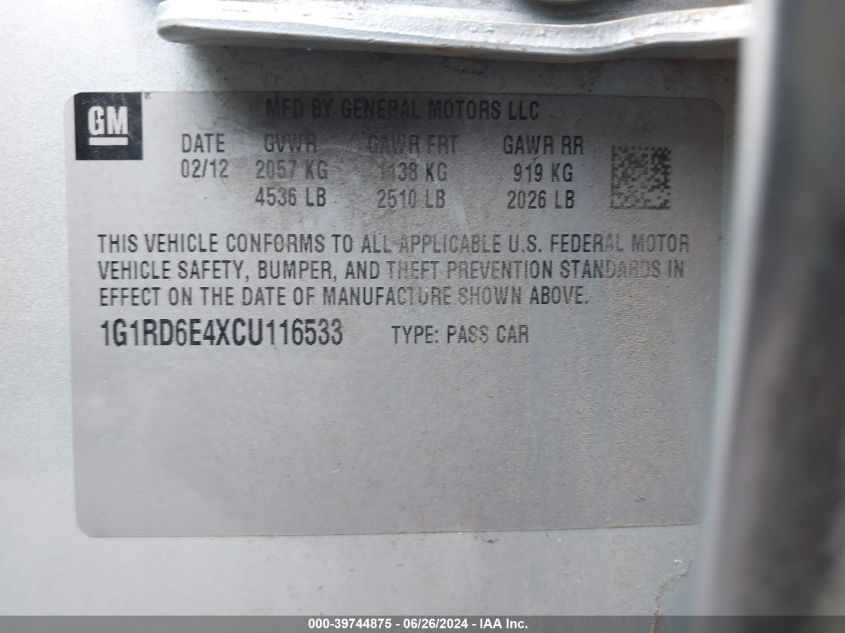 GM
MFD BY GENERAL MOTORS LLC
DATE GVWR GAWR FRT GAWR RR
02/12 2057 KG 1138 KG 919 KG
4536 LB 2510 LB 2026 LB
THIS VEHICLE CONFORMS TO ALL APPLICABLE U.S. FEDERAL MOTOR
VEHICLE SAFETY, BUMPER, AND THEFT PREVENTION STANDARDS IN
EFFECT ON THE DATE OF MANUFACTURE SHOWN ABOVE.
1G1RD6E4XCU116533 TYPE: PASS CAR
000-39744875 / 06/26/2024 - IAA Inc.